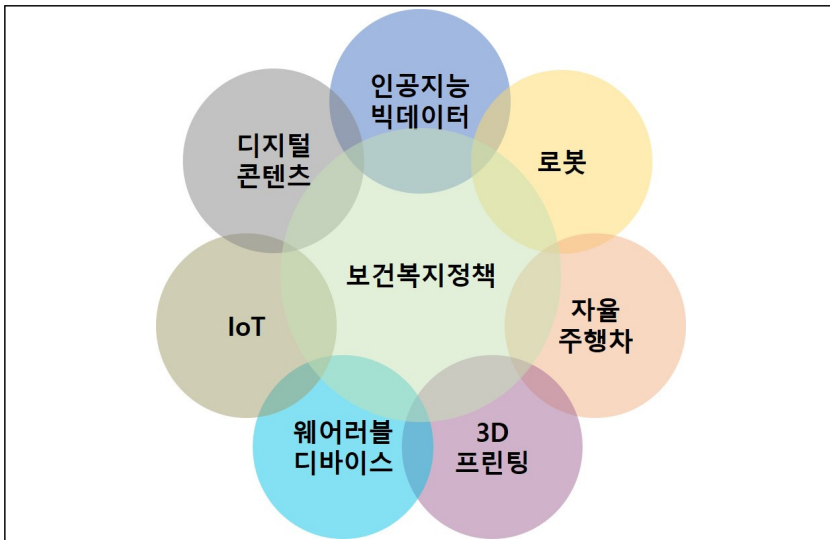 인공지능
빅데이터
디지털
콘텐츠
로봇
보건복지정책
IoT
자율
주행차
웨어러블
디바이스
3D
프린팅